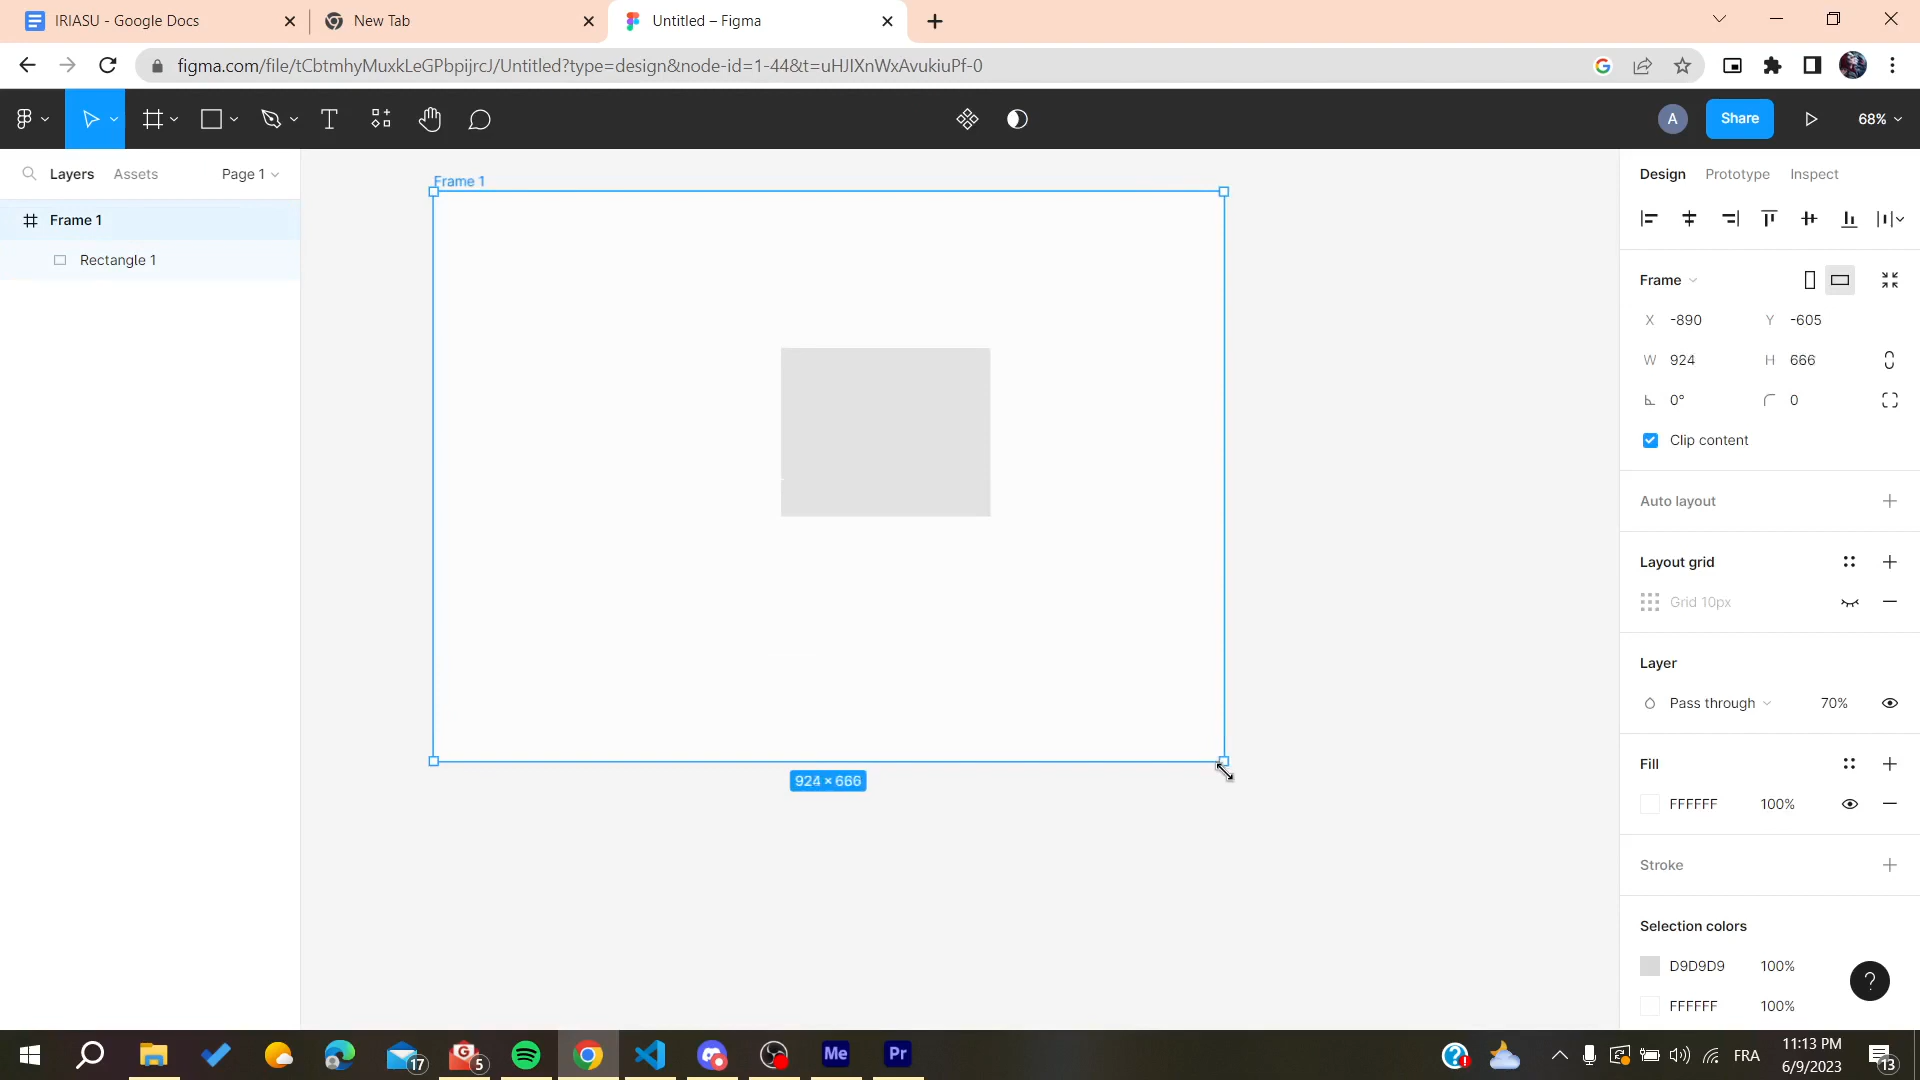 IRIASU - Google Docs
New Tab
Untitled – Figma
figma.com/file/tCbtmhyMuxkLeGPbpijrcJ/Untitled?type=design&node-id=1-44&t=uHJIXnWxAvukiuPf-0
A
Share
68%
Layers
Assets
Page 1
Frame 1
Rectangle 1
Frame 1
924 × 666
Design
Prototype
Inspect
Frame
X -890
Y -605
W 924
H 666
0°
0
Clip content
Auto layout
Layout grid
Grid 10px
Layer
Pass through
70%
Fill
FFFFFF
100%
Stroke
Selection colors
D9D9D9
100%
FFFFFF
100%
?
17
5
Me
Pr
FRA
11:13 PM
6/9/2023
13